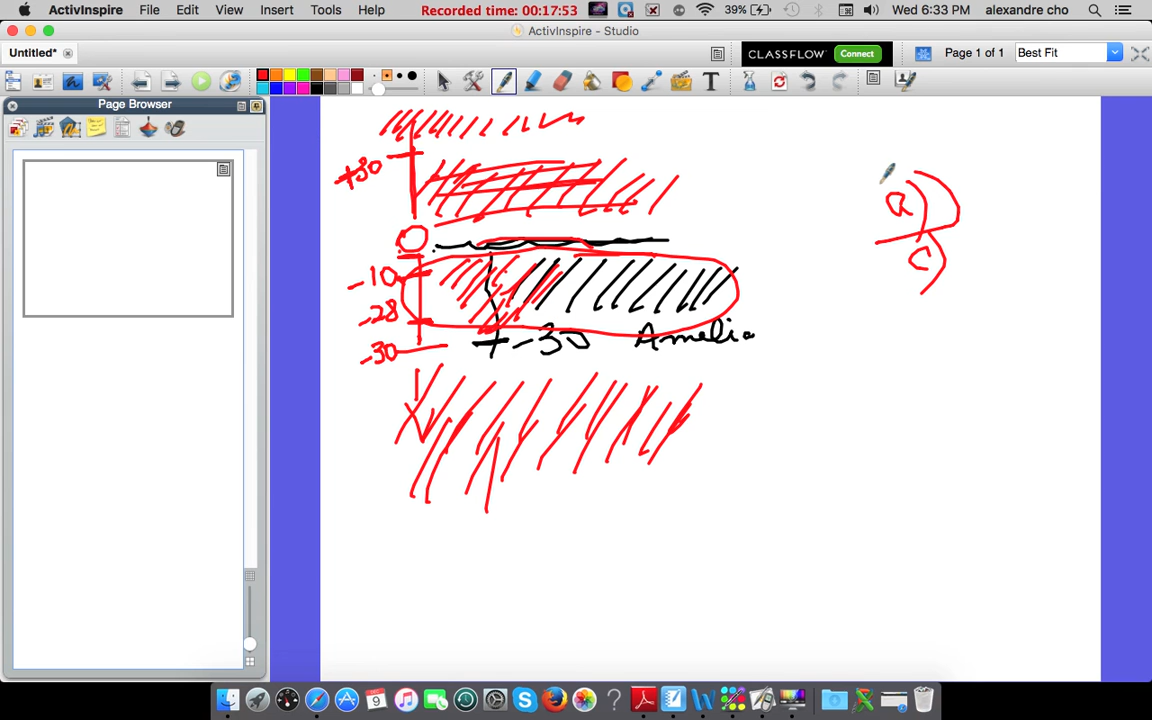 ActivInspire File Edit View Insert Tools Help Recorded time: 00:17:53 39% Wed 6:33 PM alexandre cho
ActivInspire - Studio
Untitled* CLASSFLOW Connect Page 1 of 1 Best Fit
T
Page Browser
+30
0
-10
-28
-30
-30 Amelia
a)
c)
9